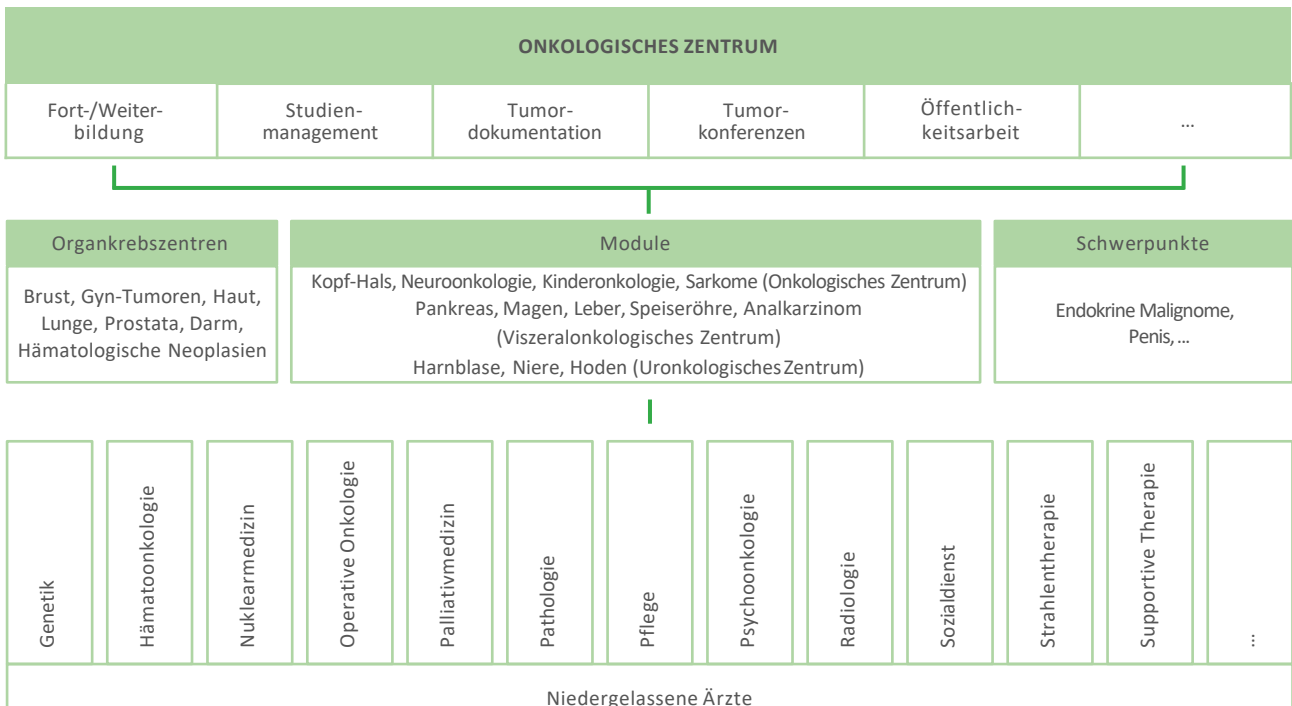 ONKOLOGISCHES ZENTRUM
Fort-/Weiter-
bildung
Studien-
management
Tumor-
dokumentation
Tumor-
konferenzen
Öffentlich-
keitsarbeit
...
Organkrebszentren
Brust, Gyn-Tumoren, Haut,
Lunge, Prostata, Darm,
Hämatologische Neoplasien
Module
Kopf-Hals, Neuroonkologie, Kinderonkologie, Sarkome (Onkologisches Zentrum)
Pankreas, Magen, Leber, Speiseröhre, Analkarzinom
(Viszeralonkologisches Zentrum)
Harnblase, Niere, Hoden (Uronkologisches Zentrum)
Schwerpunkte
Endokrine Malignome,
Penis, ...
Genetik
Hämatoonkologie
Nuklearmedizin
Operative Onkologie
Palliativmedizin
Pathologie
Pflege
Psychoonkologie
Radiologie
Sozialdienst
Strahlentherapie
Supportive Therapie
...
Niedergelassene Ärzte